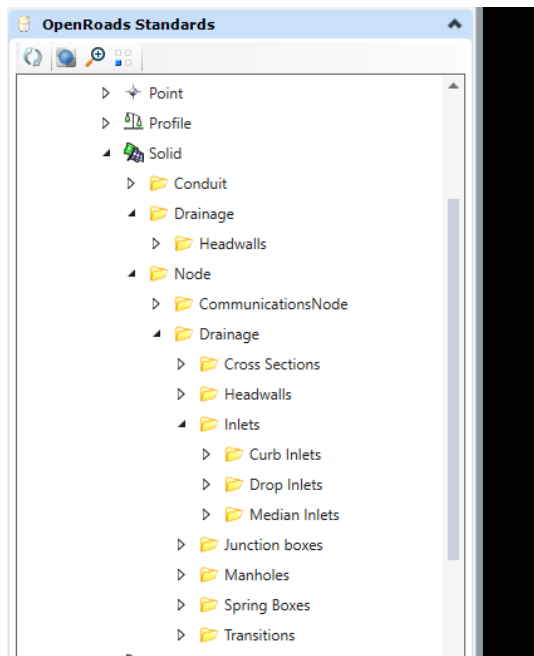 OpenRoads Standards
Point
Profile
Solid
Conduit
Drainage
Headwalls
Node
CommunicationsNode
Drainage
Cross Sections
Headwalls
Inlets
Curb Inlets
Drop Inlets
Median Inlets
Junction boxes
Manholes
Spring Boxes
Transitions